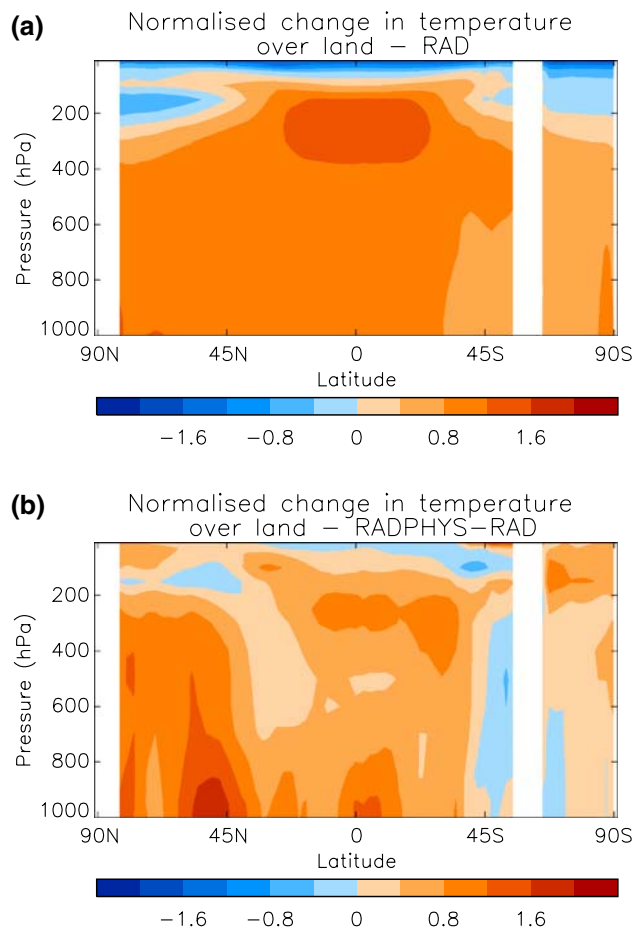 (a)
Normalised change in temperature
over land – RAD
Pressure (hPa)
200
400
600
800
1000
90N 45N 0 45S 90S
Latitude
−1.6 −0.8 0 0.8 1.6
(b)
Normalised change in temperature
over land – RADPHYS–RAD
Pressure (hPa)
200
400
600
800
1000
90N 45N 0 45S 90S
Latitude
−1.6 −0.8 0 0.8 1.6